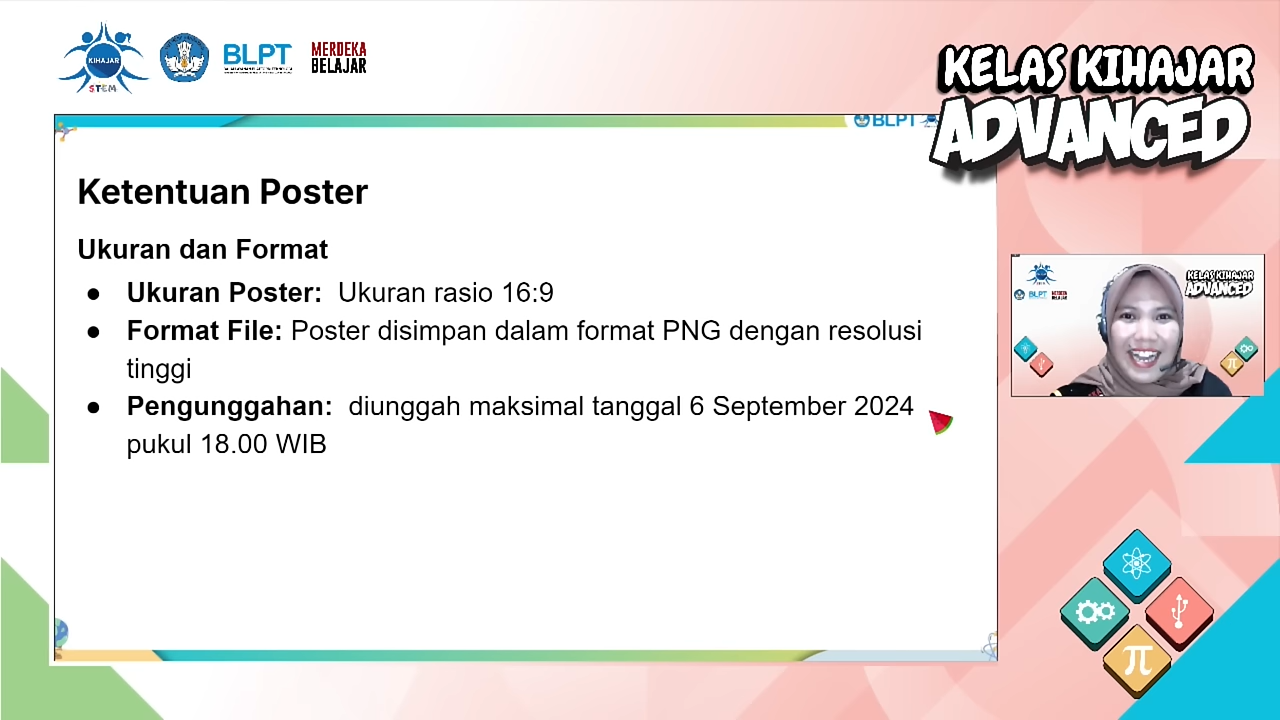 KIHAJAR
STEM
BLPT
MERDEKA
BELAJAR
KELAS KIHAJAR
ADVANCED
BLPT
Ketentuan Poster
Ukuran dan Format
● Ukuran Poster: Ukuran rasio 16:9
● Format File: Poster disimpan dalam format PNG dengan resolusi
tinggi
● Pengunggahan: diunggah maksimal tanggal 6 September 2024
pukul 18.00 WIB
KELAS KIHAJAR
ADVANCED
BLPT
π
π